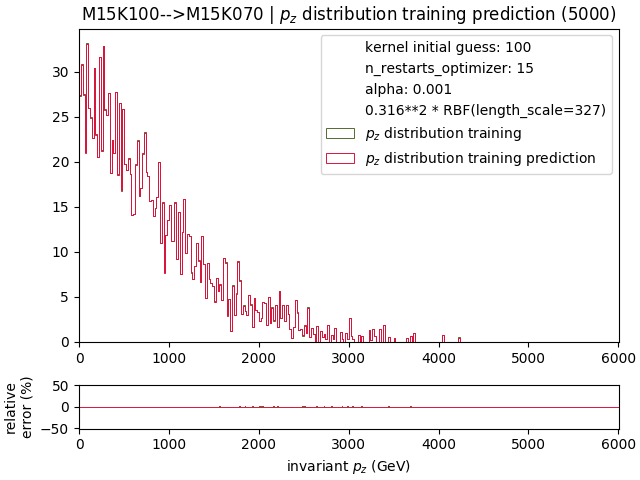 M15K100-->M15K070 | p_z distribution training prediction (5000)
kernel initial guess: 100
n_restarts_optimizer: 15
alpha: 0.001
0.316**2 * RBF(length_scale=327)
p_z distribution training
p_z distribution training prediction
30
25
20
15
10
5
0
0 1000 2000 3000 4000 5000 6000
relative
error (%)
50
0
−50
0 1000 2000 3000 4000 5000 6000
invariant p_z (GeV)